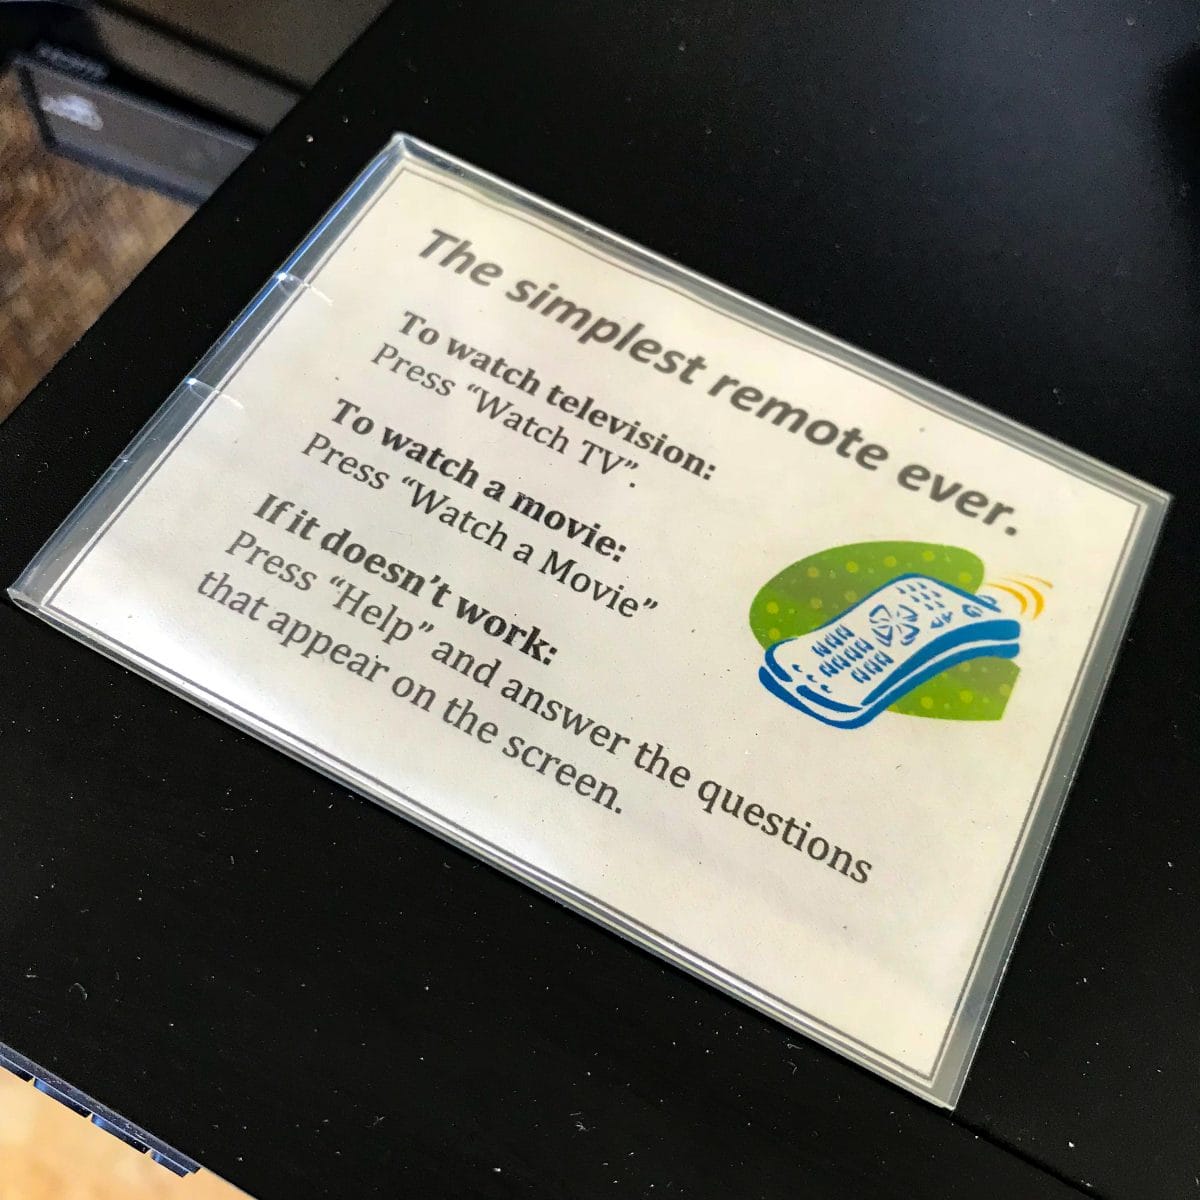 The simplest remote ever.
To watch television:
Press “Watch TV”.
To watch a movie:
Press “Watch a Movie”
If it doesn’t work:
Press “Help” and answer the questions
that appear on the screen.